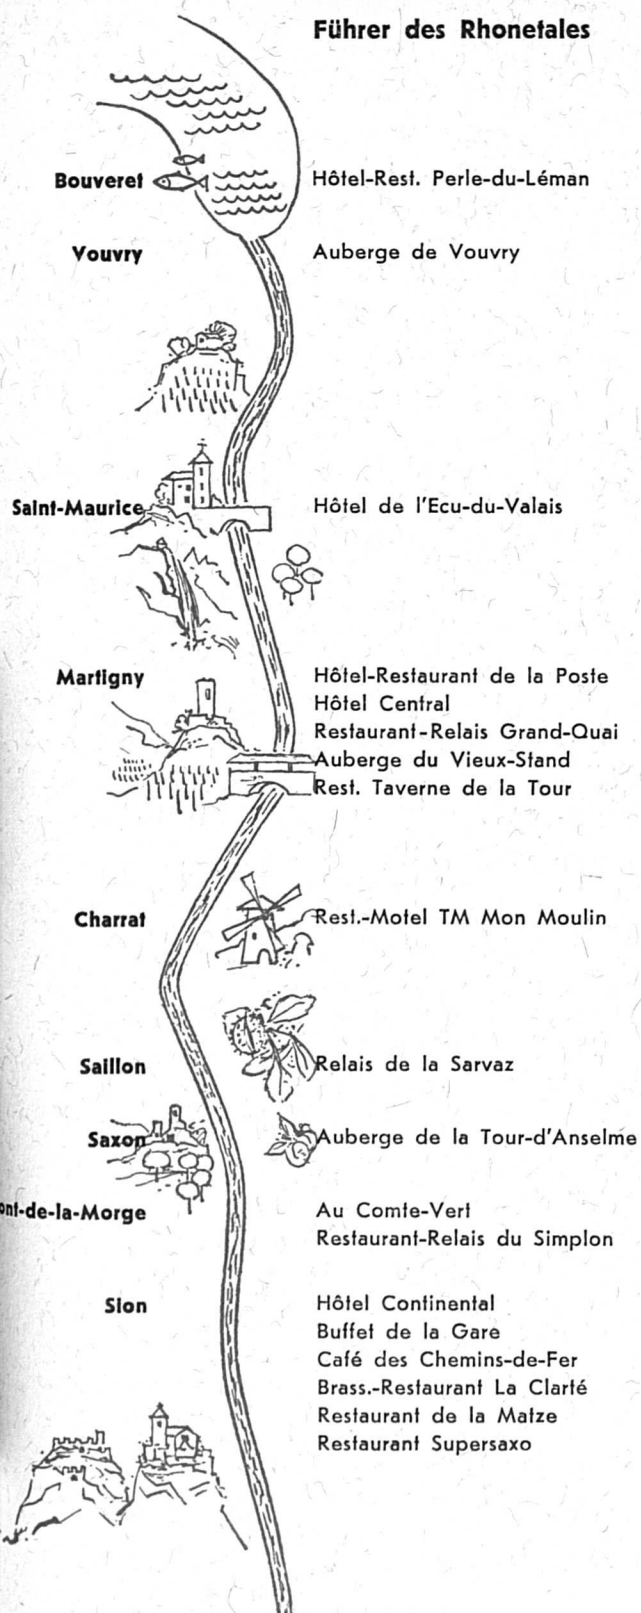 Führer des Rhonetales
Bouveret Hôtel-Rest. Perle-du-Léman
Vouvry Auberge de Vouvry
Saint-Maurice Hôtel de l'Ecu-du-Valais
Martigny Hôtel-Restaurant de la Poste
Hôtel Central
Restaurant-Relais Grand-Quai
Auberge du Vieux-Stand
Rest. Taverne de la Tour
Charrat Rest.-Motel TM Mon Moulin
Saillon Relais de la Sarvaz
Saxon Auberge de la Tour-d'Anselme
ont-de-la-Morge Au Comte-Vert
Restaurant-Relais du Simplon
Sion Hôtel Continental
Buffet de la Gare
Café des Chemins-de-Fer
Brass.-Restaurant La Clarté
Restaurant de la Matze
Restaurant Supersaxo